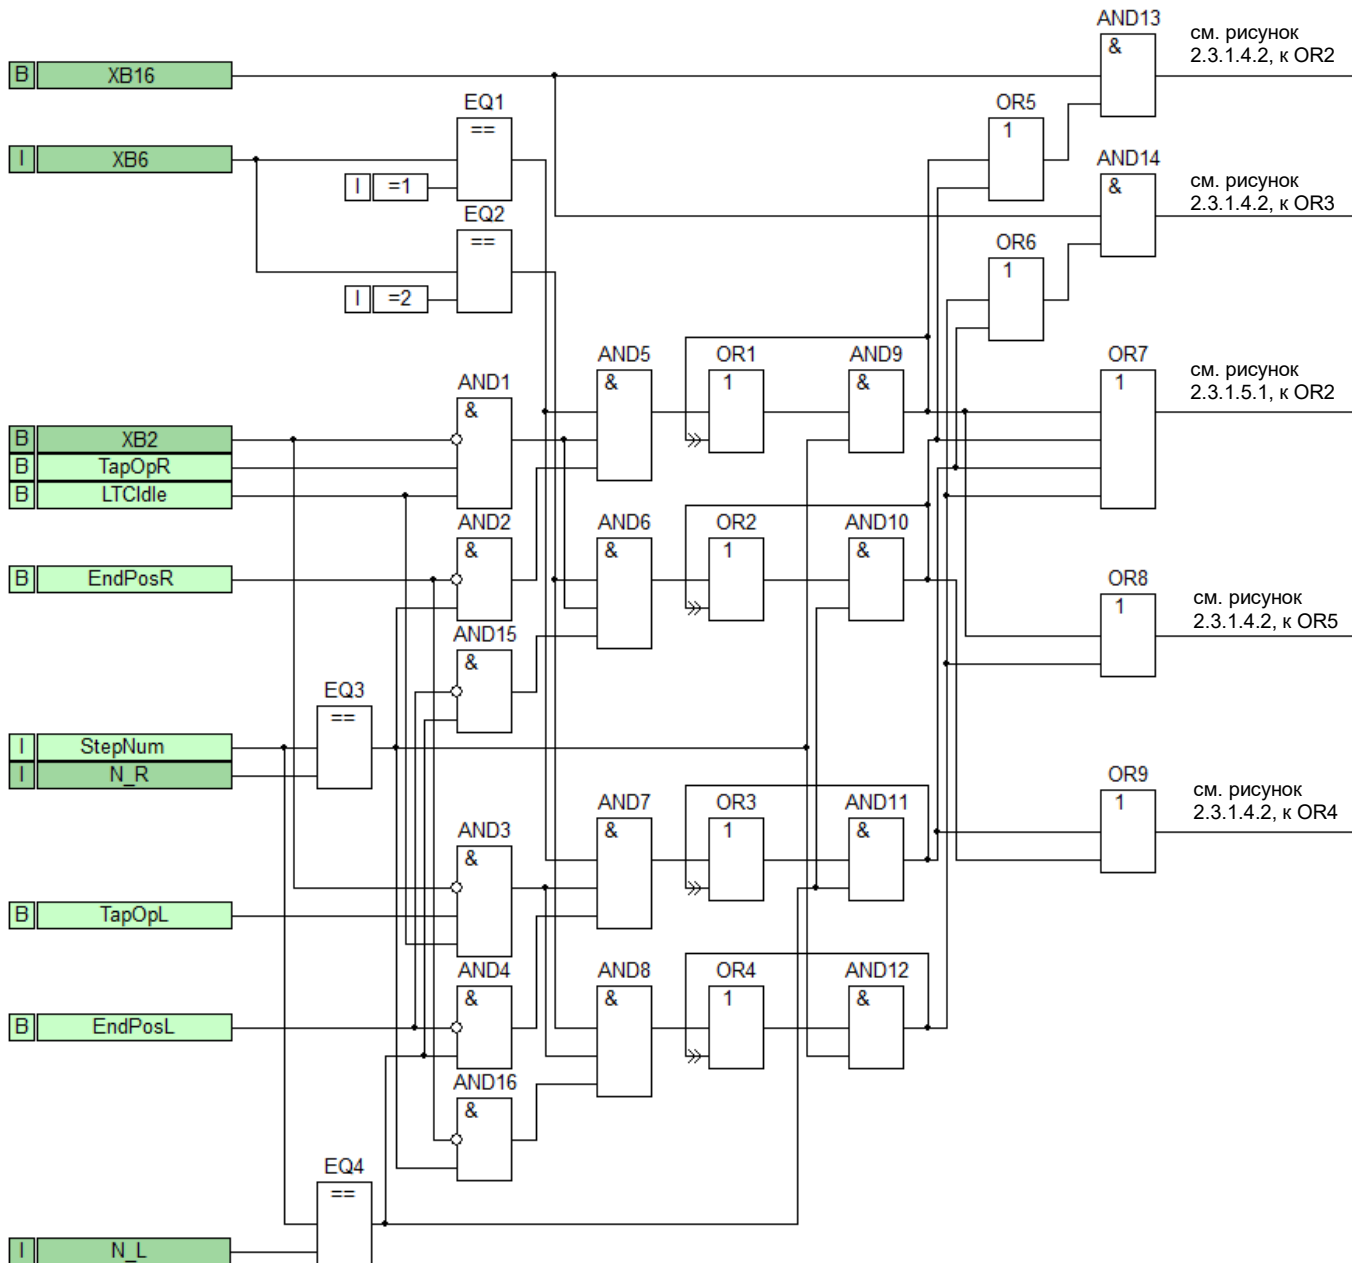 AND13
см. рисунок
2.3.1.4.2, к OR2
&
B XB16
EQ1
==
OR5
1
I XB6
I =1
AND14
&
см. рисунок
2.3.1.4.2, к OR3
EQ2
==
OR6
1
I =2
AND5
&
OR1
1
AND9
&
OR7
1
см. рисунок
2.3.1.5.1, к OR2
AND1
&
B XB2
B TapOpR
B LTCIdle
AND2
&
AND6
&
OR2
1
AND10
&
B EndPosR
OR8
1
см. рисунок
2.3.1.4.2, к OR5
AND15
&
EQ3
==
I StepNum
I N_R
OR9
1
см. рисунок
2.3.1.4.2, к OR4
AND7
&
OR3
1
AND11
&
AND3
&
B TapOpL
AND4
&
AND8
&
OR4
1
AND12
&
B EndPosL
AND16
&
EQ4
==
I N_L